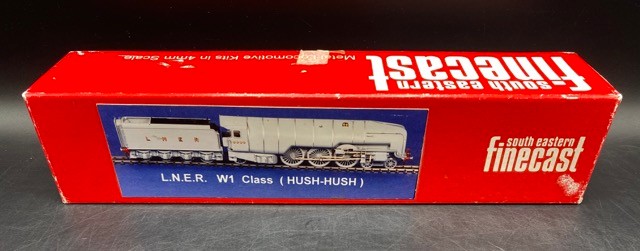 Metal Locomotive Kits in 4mm Scale
south eastern
finecast
L N E R
L.N.E.R. W1 Class ( HUSH-HUSH )
south eastern
finecast